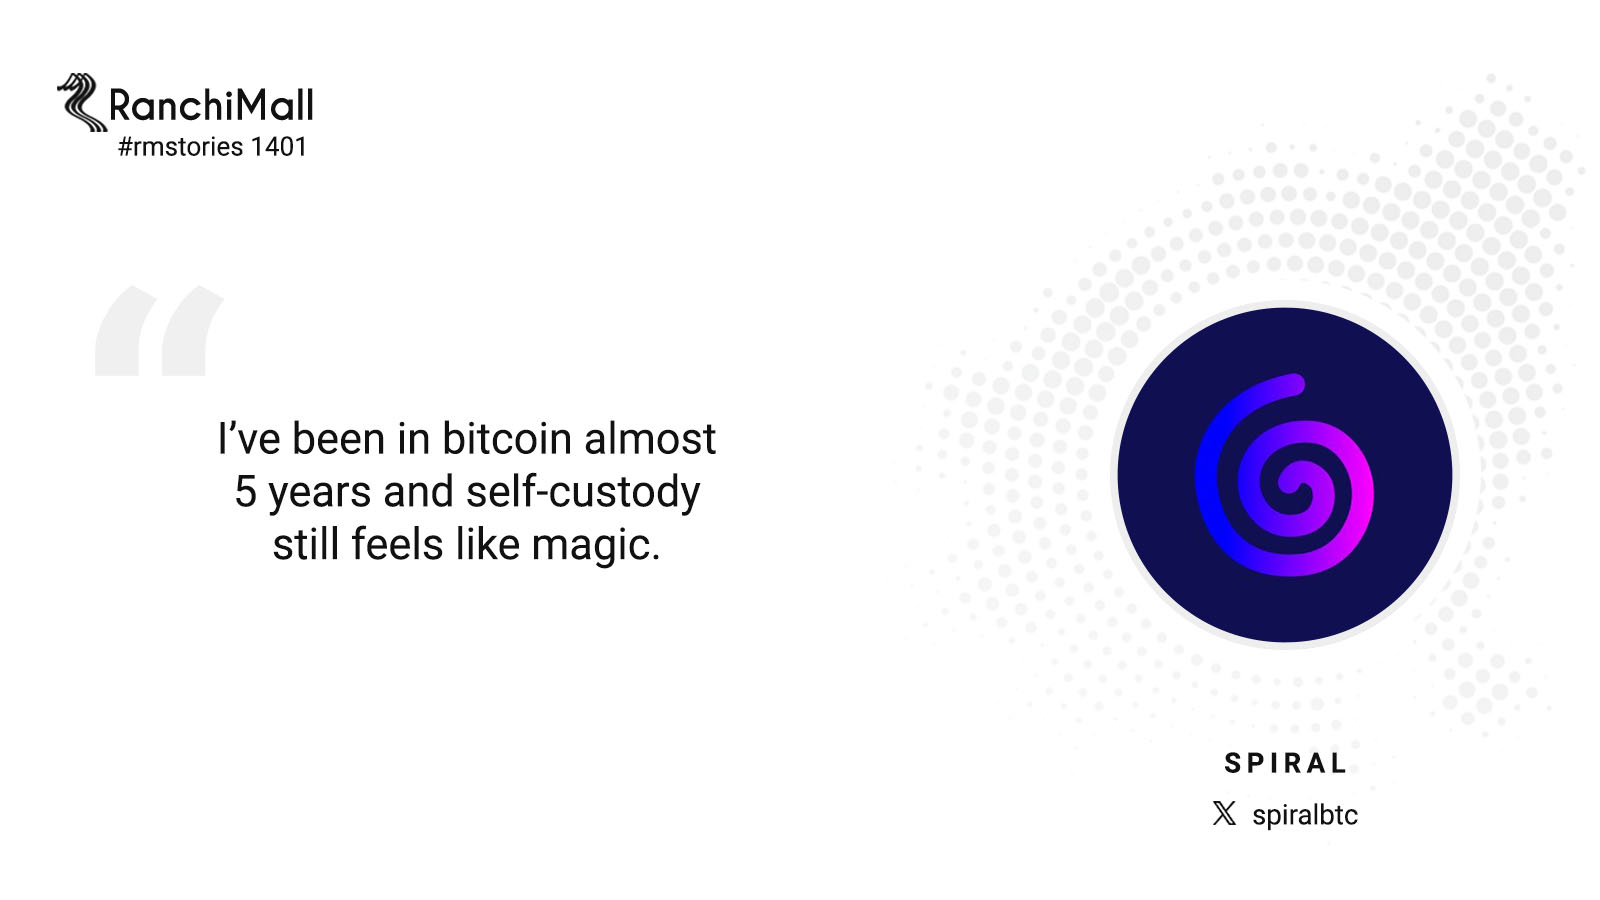 RanchiMall
#rmstories 1401
“
I’ve been in bitcoin almost
5 years and self-custody
still feels like magic.
SPIRAL
𝕏 spiralbtc